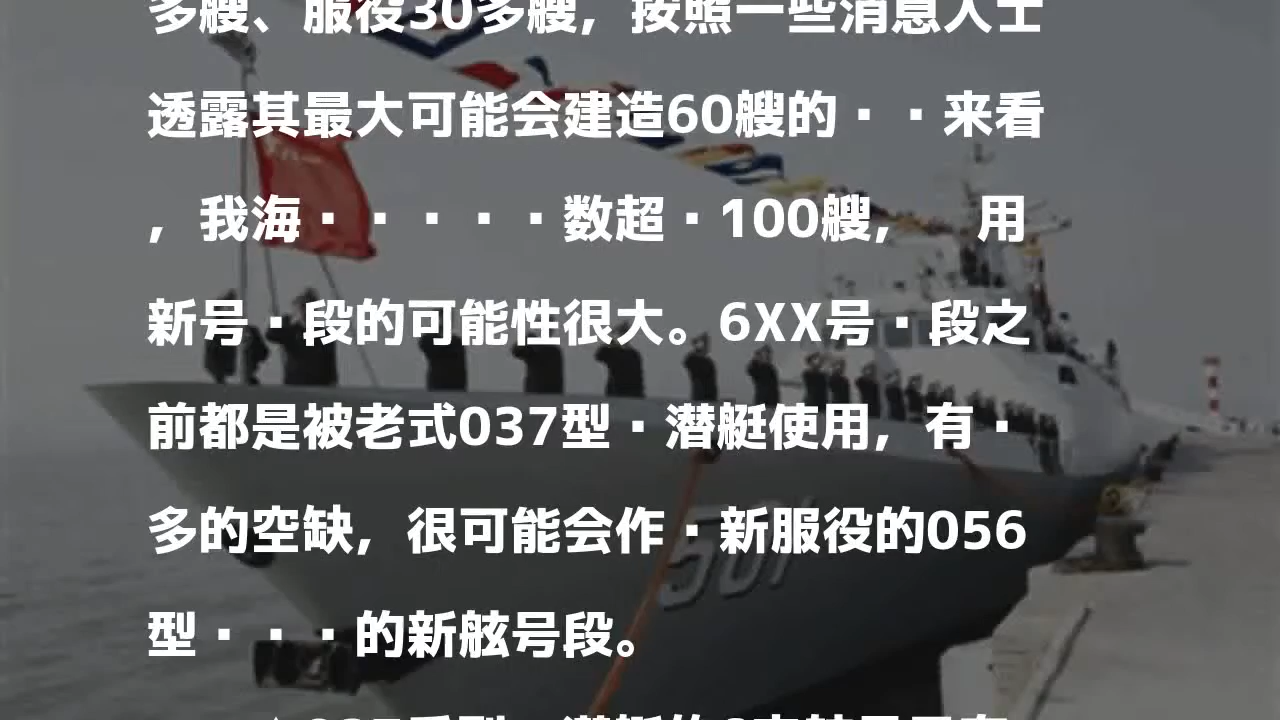 多艘、服役30多艘，按照一些消息人士
透露其最大可能会建造60艘的··来看
，我海·····数超·100艘，　用
新号·段的可能性很大。6XX号·段之
前都是被老式037型·潜艇使用，有·
多的空缺，很可能会作·新服役的056
型···的新舷号段。